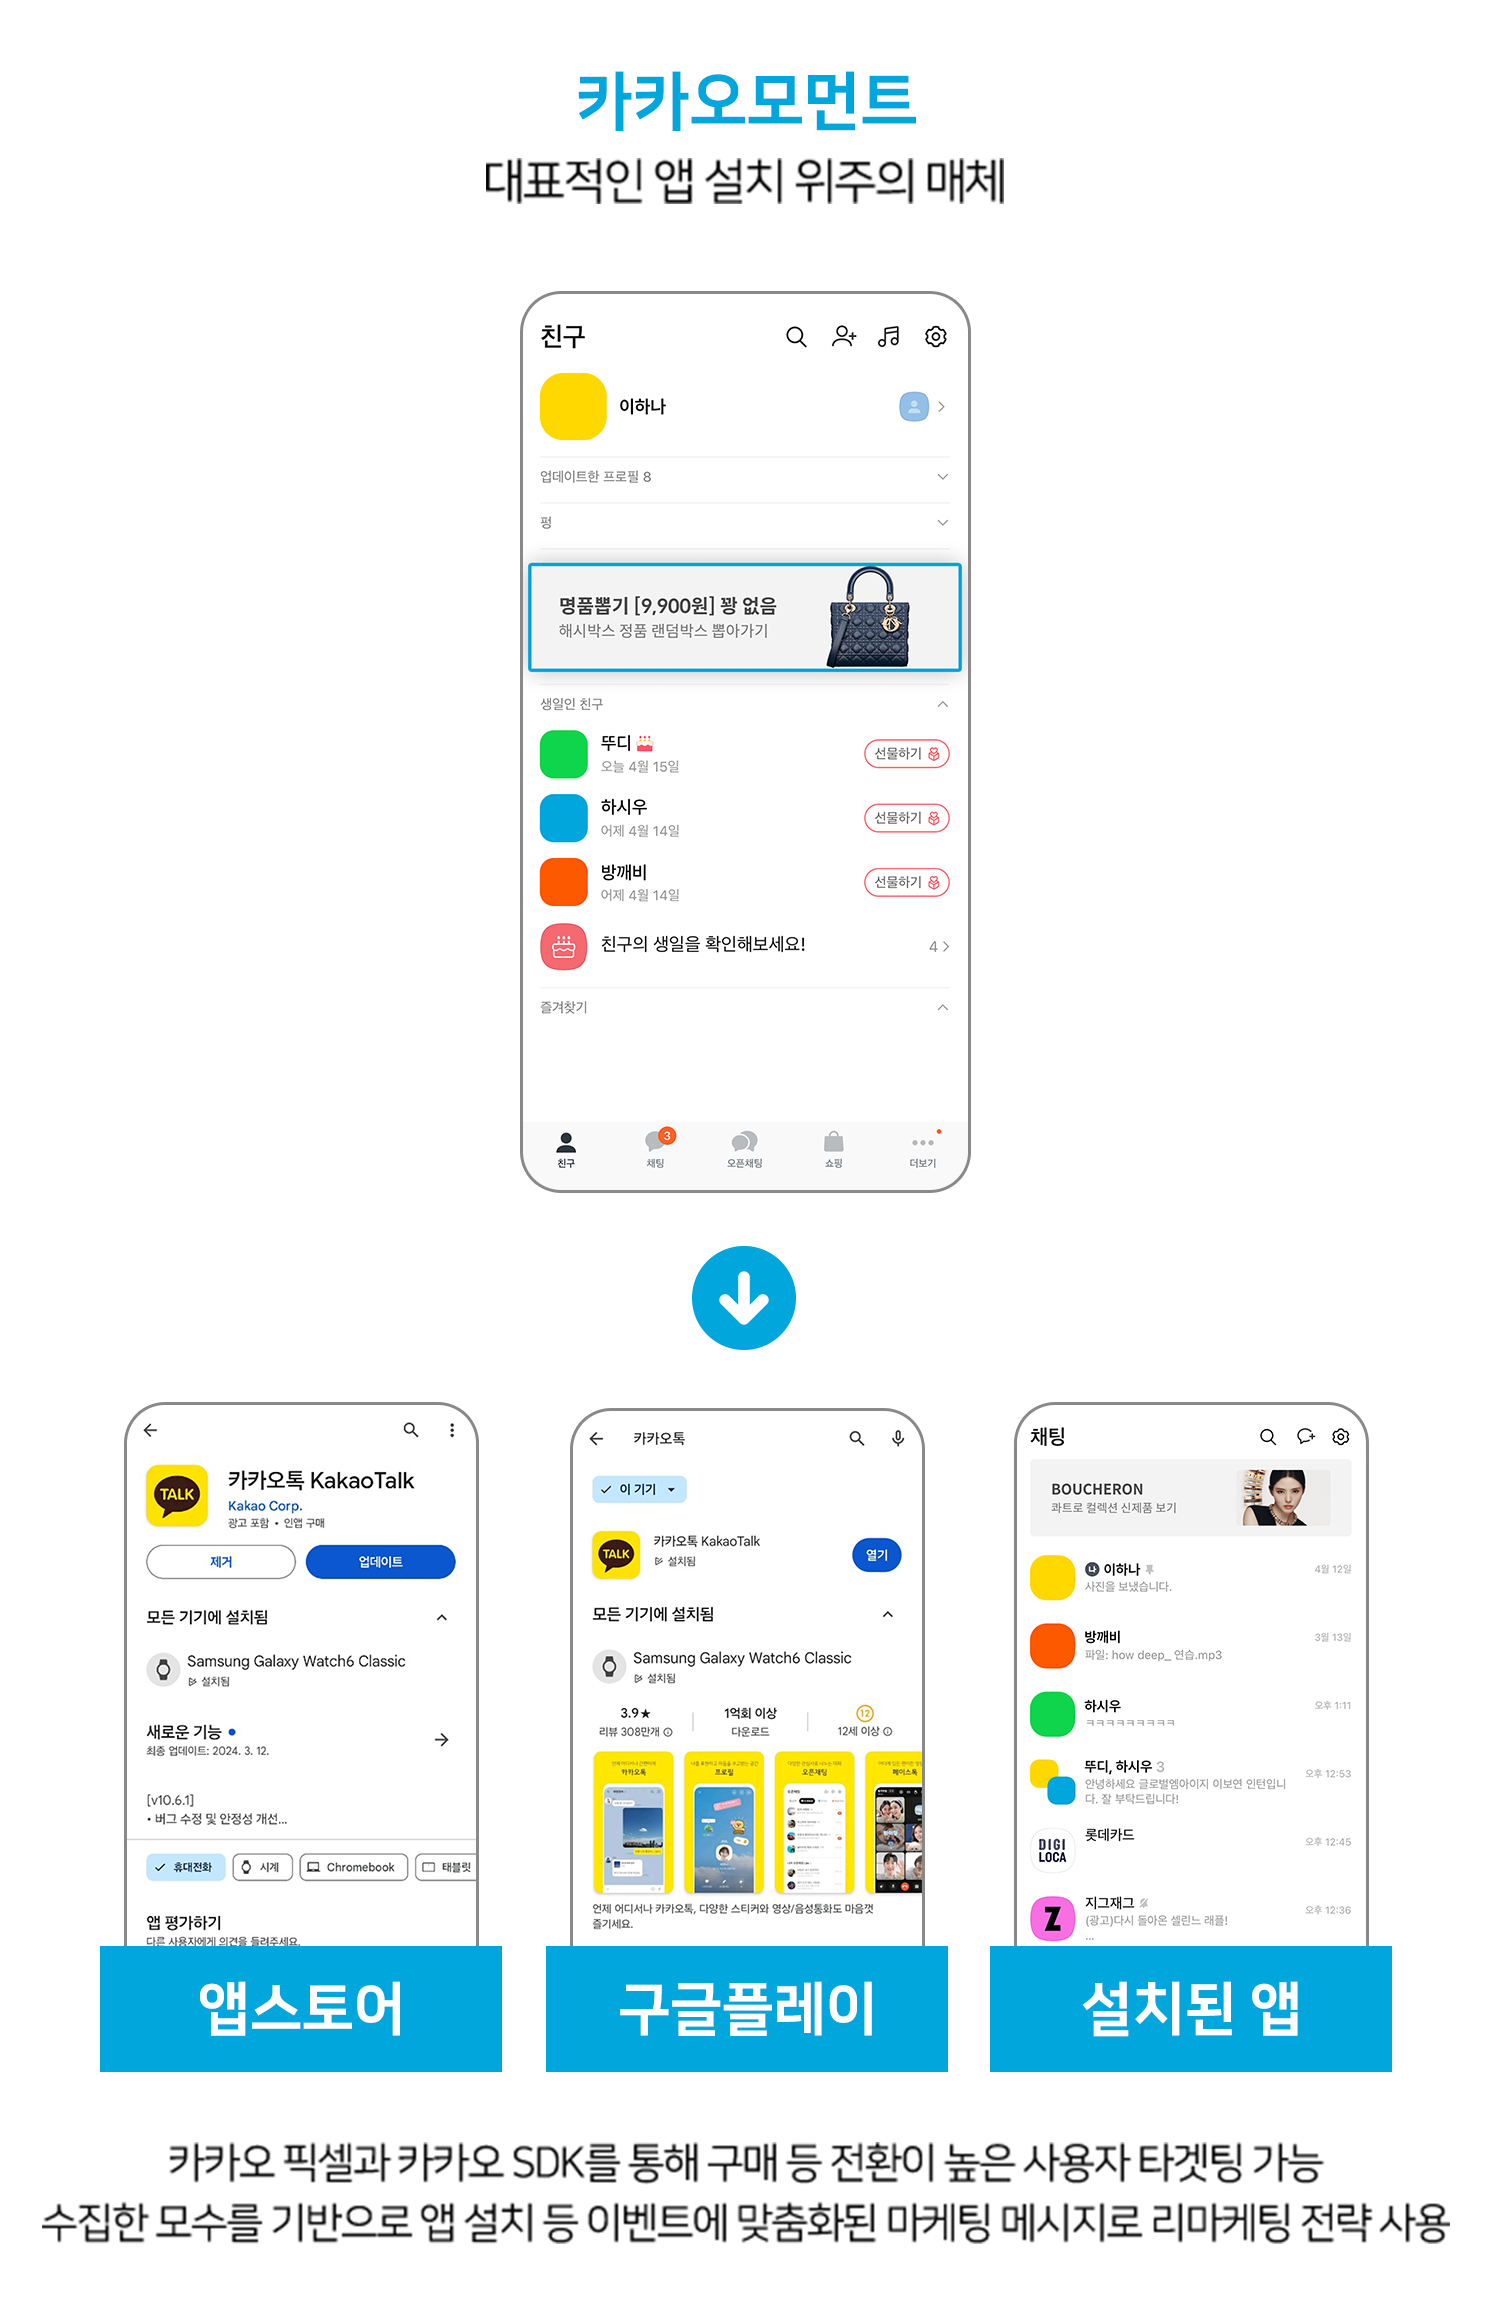 카카오모먼트
대표적인 앱 설치 위주의 매체
친구
이하나
업데이트한 프로필 8
펑
명품뽑기 [9,900원] 꽝 없음
해시박스 정품 랜덤박스 뽑아가기
생일인 친구
뚜디
오늘 4월 15일
선물하기
하시우
어제 4월 14일
선물하기
방깨비
어제 4월 14일
선물하기
친구의 생일을 확인해보세요!
4
즐겨찾기
3
친구
채팅
오픈채팅
쇼핑
더보기
TALK
카카오톡 KakaoTalk
Kakao Corp.
광고 포함 • 인앱 구매
제거
업데이트
모든 기기에 설치됨
Samsung Galaxy Watch6 Classic
설치됨
새로운 기능
최종 업데이트: 2024. 3. 12.
[v10.6.1]
• 버그 수정 및 안정성 개선...
휴대전화
시계
Chromebook
태블릿
앱 평가하기
다른 사용자에게 의견을 들려주세요.
앱스토어
카카오톡
이 기기
TALK
카카오톡 KakaoTalk
설치됨
열기
모든 기기에 설치됨
Samsung Galaxy Watch6 Classic
설치됨
3.9★
리뷰 308만개
1억회 이상
다운로드
12
12세 이상
카카오톡
프로필
오픈채팅
페이스톡
언제 어디서나 카카오톡, 다양한 스티커와 영상/음성통화도 마음껏
즐기세요.
구글플레이
채팅
BOUCHERON
콰트로 컬렉션 신제품 보기
나 이하나
4월 12일
사진을 보냈습니다.
방깨비
3월 13일
파일: how deep_ 연습.mp3
하시우
오후 1:11
ㅋㅋㅋㅋㅋㅋㅋㅋㅋ
뚜디, 하시우 3
오후 12:53
안녕하세요 글로벌엠아이지 이보연 인턴입니
다. 잘 부탁드립니다!
DIGI
LOCA
롯데카드
오후 12:45
Z
지그재그
오후 12:36
(광고)다시 돌아온 셀린느 래플!
...
설치된 앱
카카오 픽셀과 카카오 SDK를 통해 구매 등 전환이 높은 사용자 타겟팅 가능
수집한 모수를 기반으로 앱 설치 등 이벤트에 맞춤화된 마케팅 메시지로 리마케팅 전략 사용